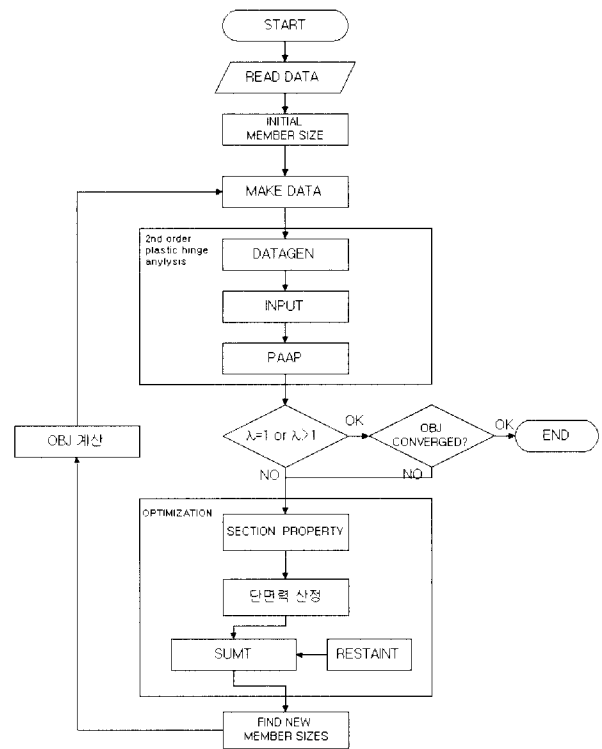 START
READ DATA
INITIAL
MEMBER SIZE
MAKE DATA
2nd order
plastic hinge
anylysis
DATAGEN
INPUT
PAAP
λ=1 or λ>1
OK
OBJ
CONVERGED?
OK
END
OBJ 계산
NO
NO
OPTIMIZATION
SECTION PROPERTY
단면력 산정
SUMT
RESTAINT
FIND NEW
MEMBER SIZES